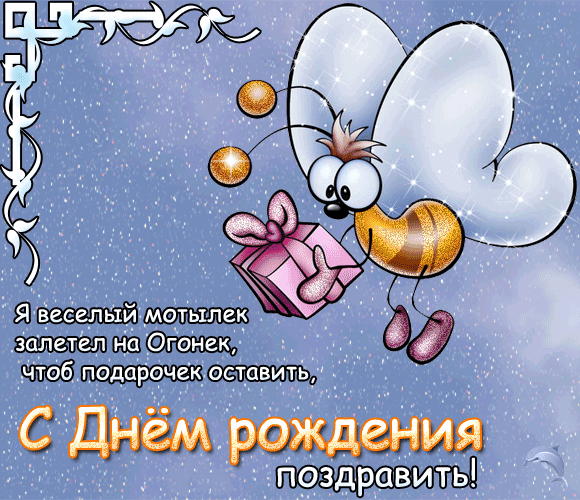 Я веселый мотылек
залетел на Огонек,
чтоб подарочек оставить,
С Днём рождения
поздравить!